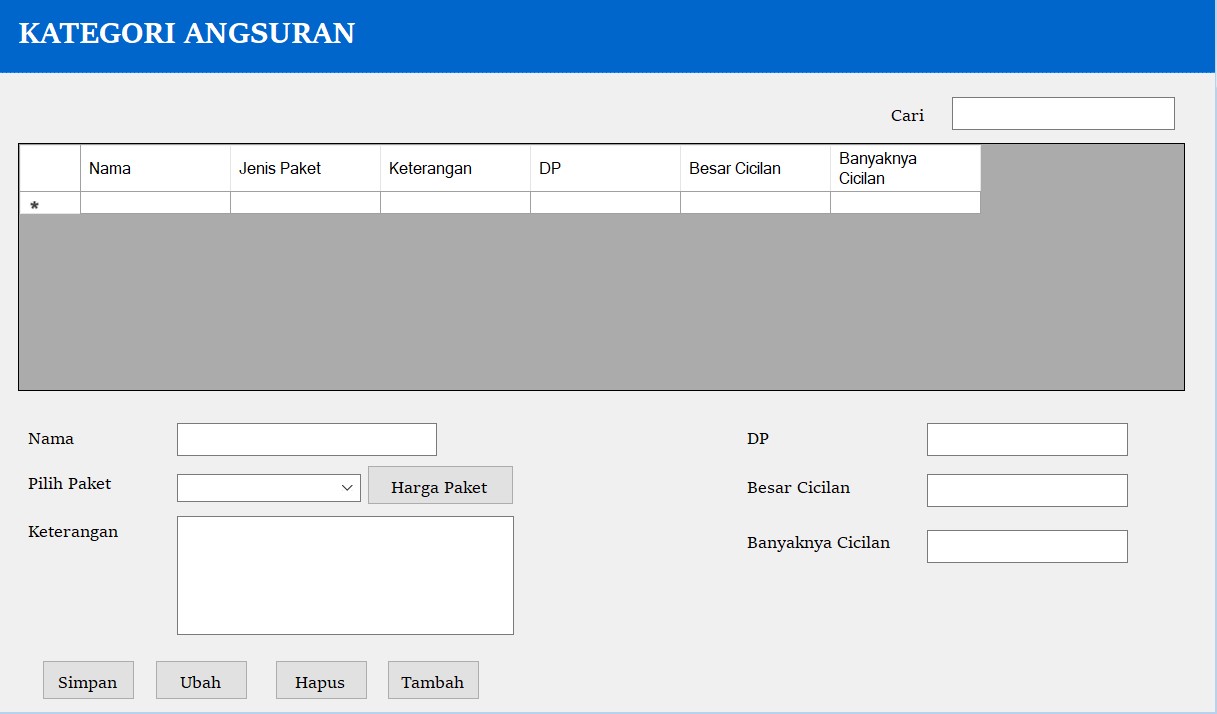 KATEGORI ANGSURAN
Cari
Nama Jenis Paket Keterangan DP Besar Cicilan Banyaknya
Cicilan
*
Nama
DP
Pilih Paket
Harga Paket
Besar Cicilan
Keterangan
Banyaknya Cicilan
Simpan Ubah Hapus Tambah